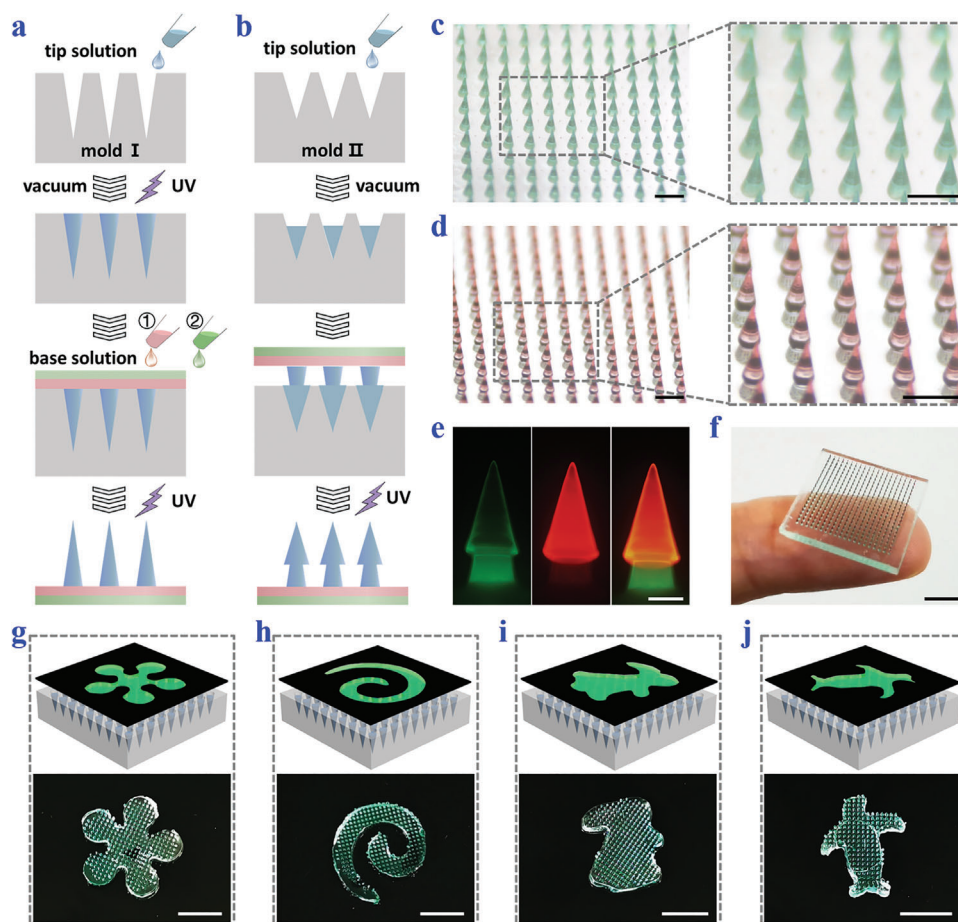 a
tip solution
mold I
vacuum
UV
① ②
base solution
UV
b
tip solution
mold II
vacuum
UV
c
d
e
f
g
h
i
j